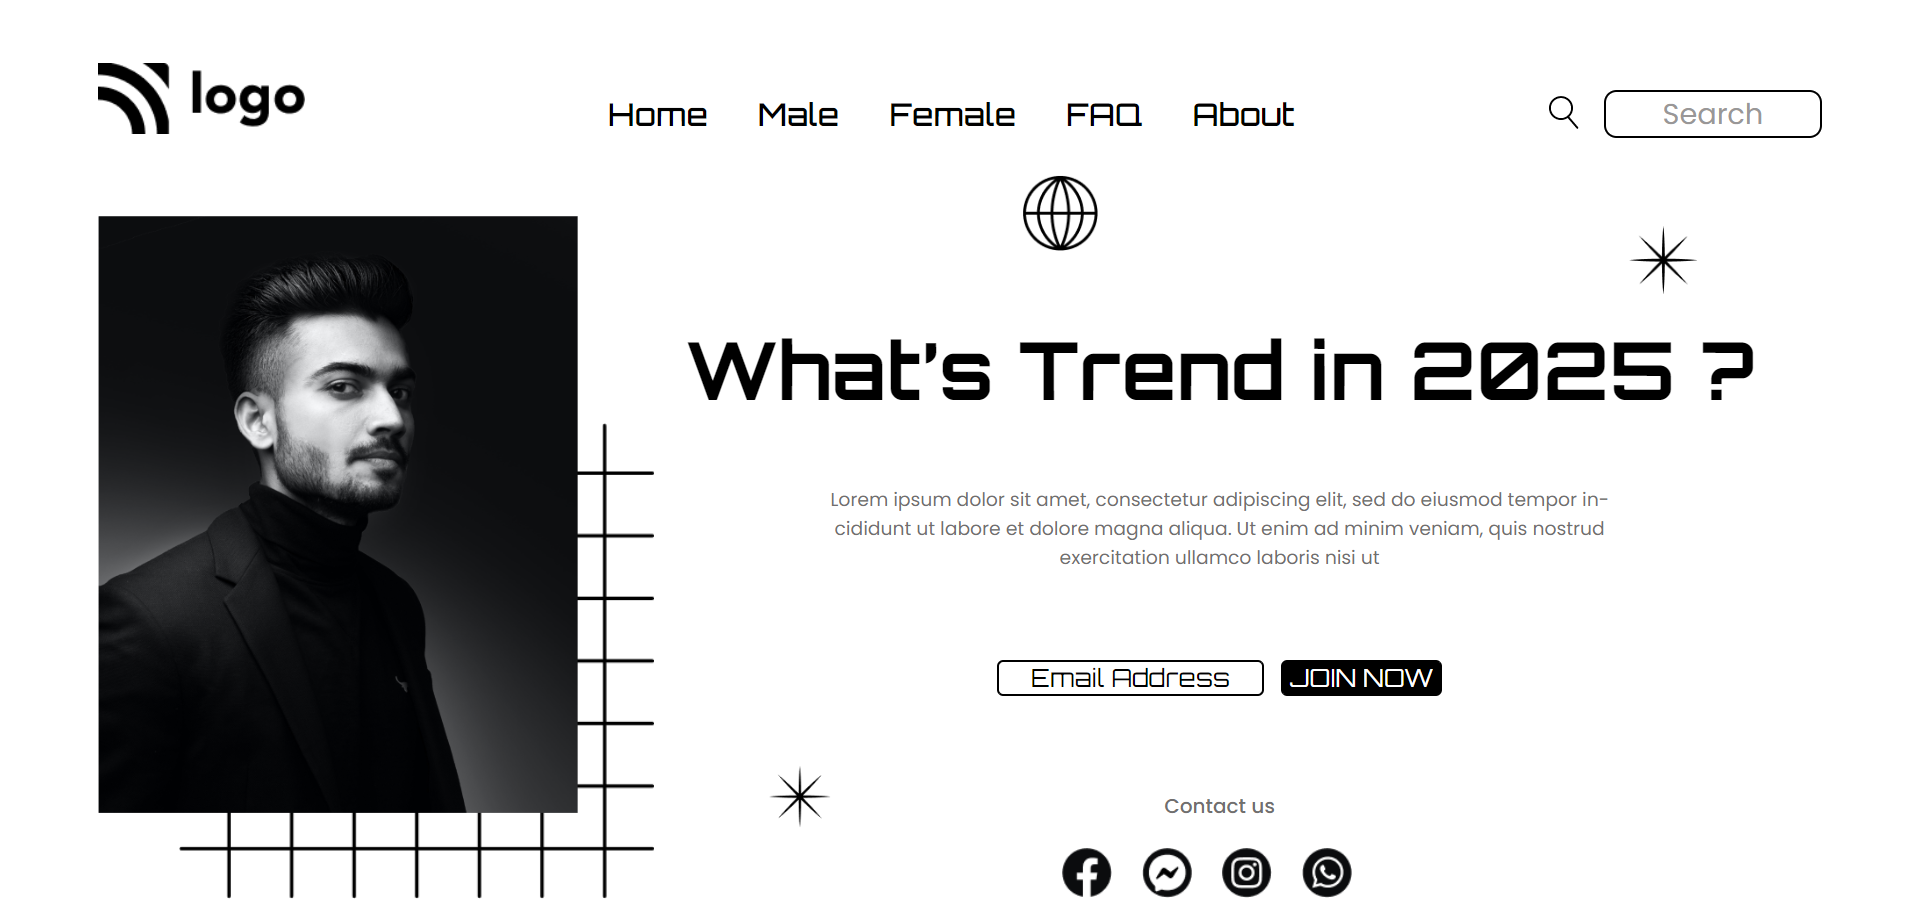 logo
Home Male Female FAQ About
Search
What's Trend in 2025 ?
Lorem ipsum dolor sit amet, consectetur adipiscing elit, sed do eiusmod tempor in-
cididunt ut labore et dolore magna aliqua. Ut enim ad minim veniam, quis nostrud
exercitation ullamco laboris nisi ut
Email Address
JOIN NOW
Contact us